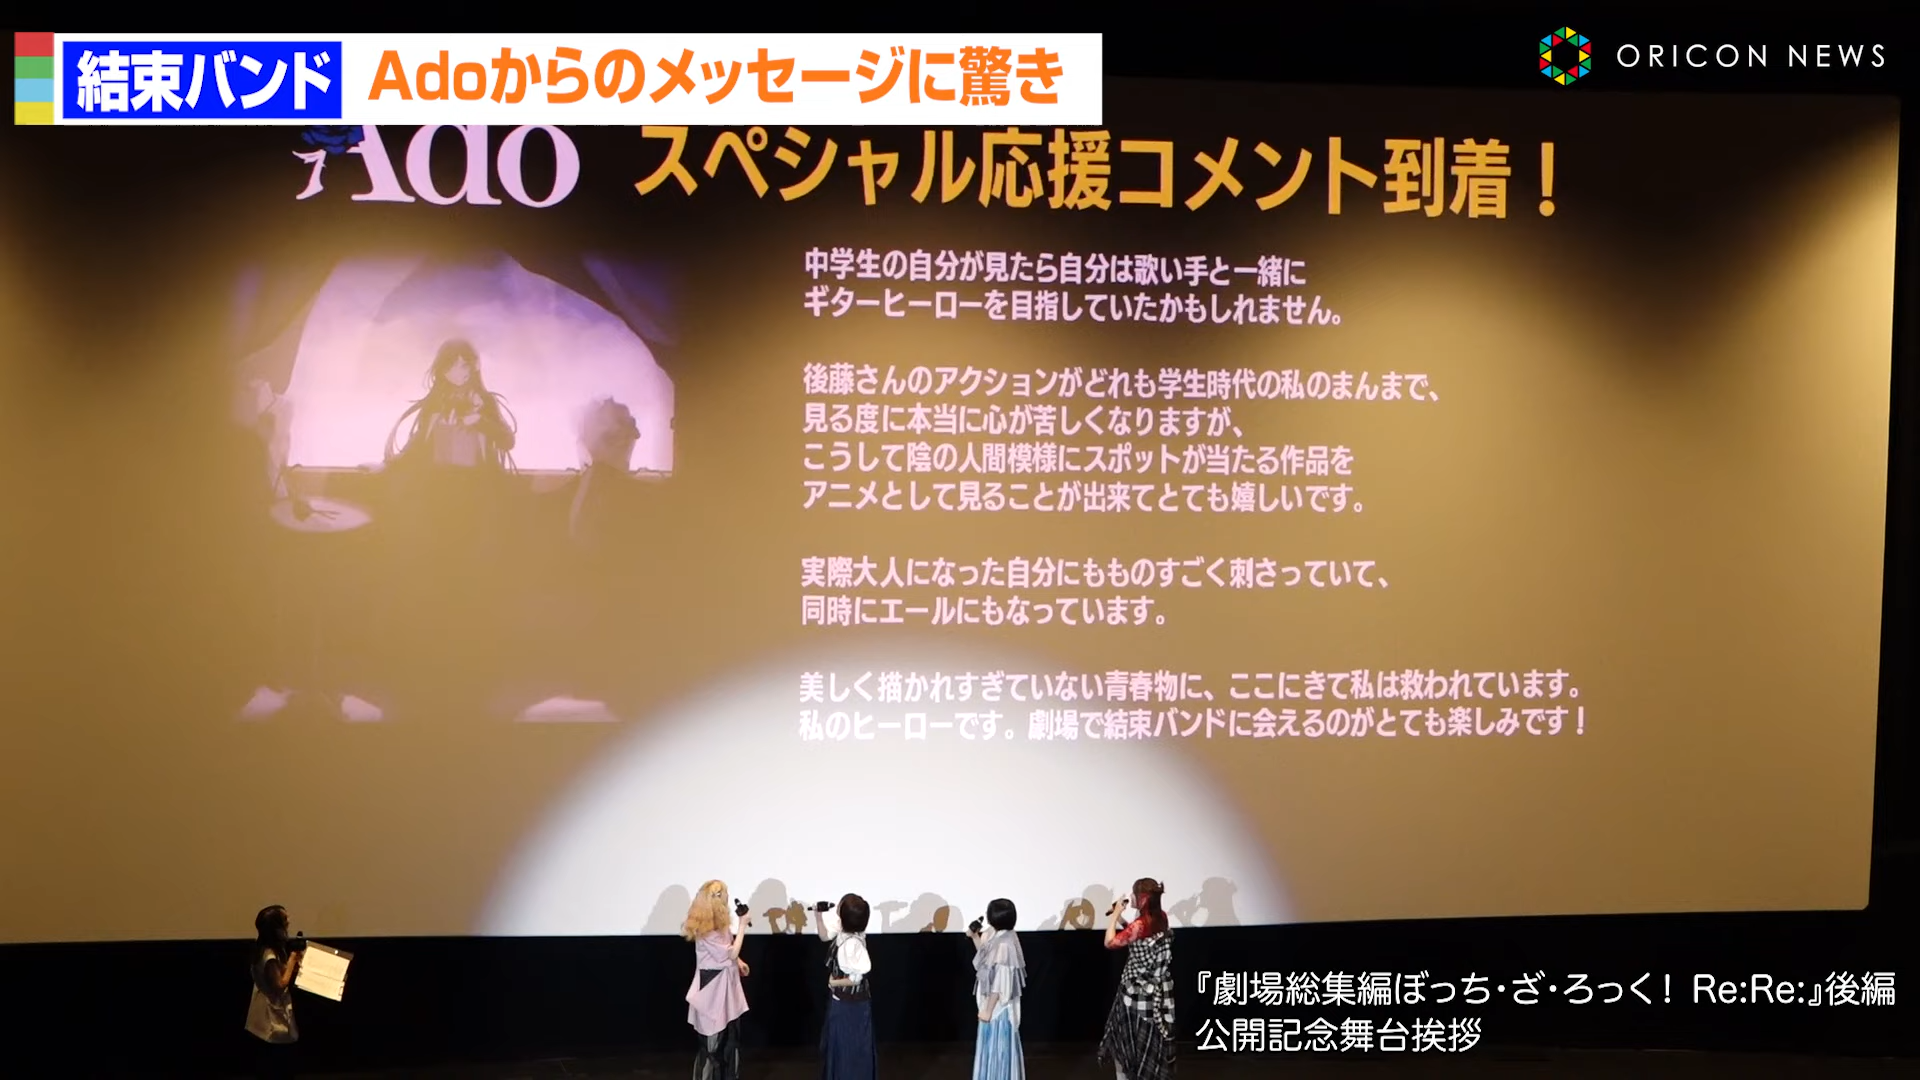 結束バンド Adoからのメッセージに驚き
ORICON NEWS
Ado スペシャル応援コメント到着！
中学生の自分が見たら自分は歌い手と一緒に
ギターヒーローを目指していたかもしれません。
後藤さんのアクションがどれも学生時代の私のまんまで、
見る度に本当に心が苦しくなりますが、
こうして陰の人間模様にスポットが当たる作品を
アニメとして見ることが出来てとても嬉しいです。
実際大人になった自分にもものすごく刺さっていて、
同時にエールにもなっています。
美しく描かれすぎていない青春物に、ここにきて私は救われています。
私のヒーローです。劇場で結束バンドに会えるのがとても楽しみです！
『劇場総集編ぼっち・ざ・ろっく！ Re:Re:』後編
公開記念舞台挨拶